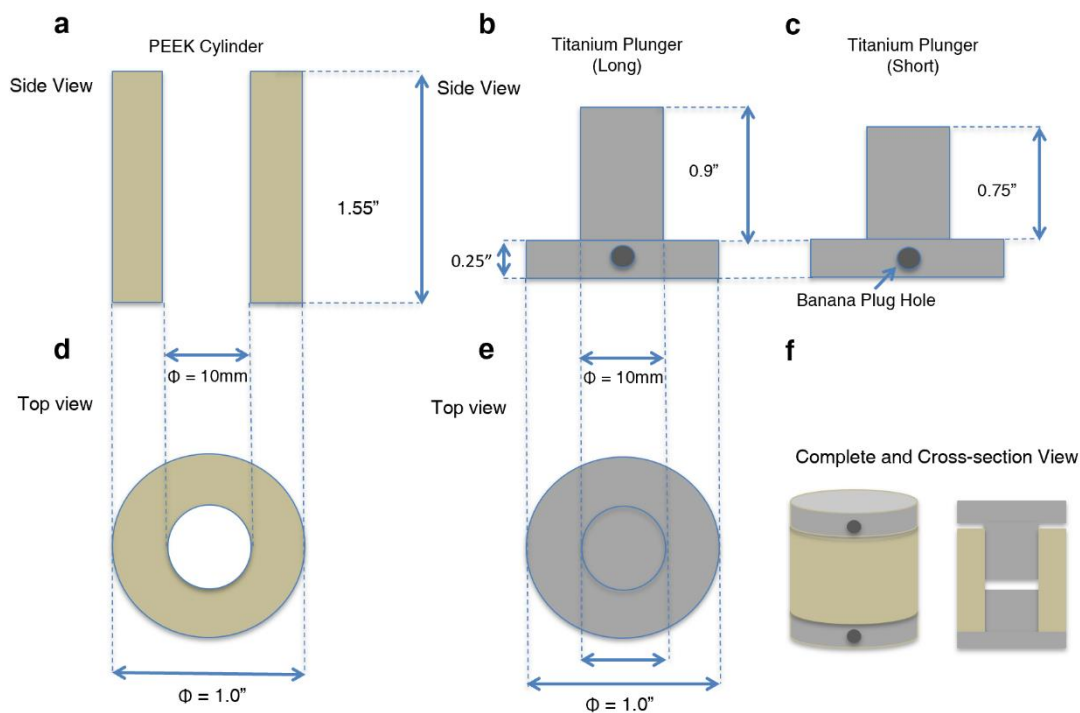 a
PEEK Cylinder
Side View
1.55”
b
Titanium Plunger
(Long)
Side View
0.9”
0.25”
c
Titanium Plunger
(Short)
0.75”
Banana Plug Hole
d
Φ = 10mm
Top view
Φ = 1.0”
e
Φ = 10mm
Top view
Φ = 1.0”
f
Complete and Cross-section View